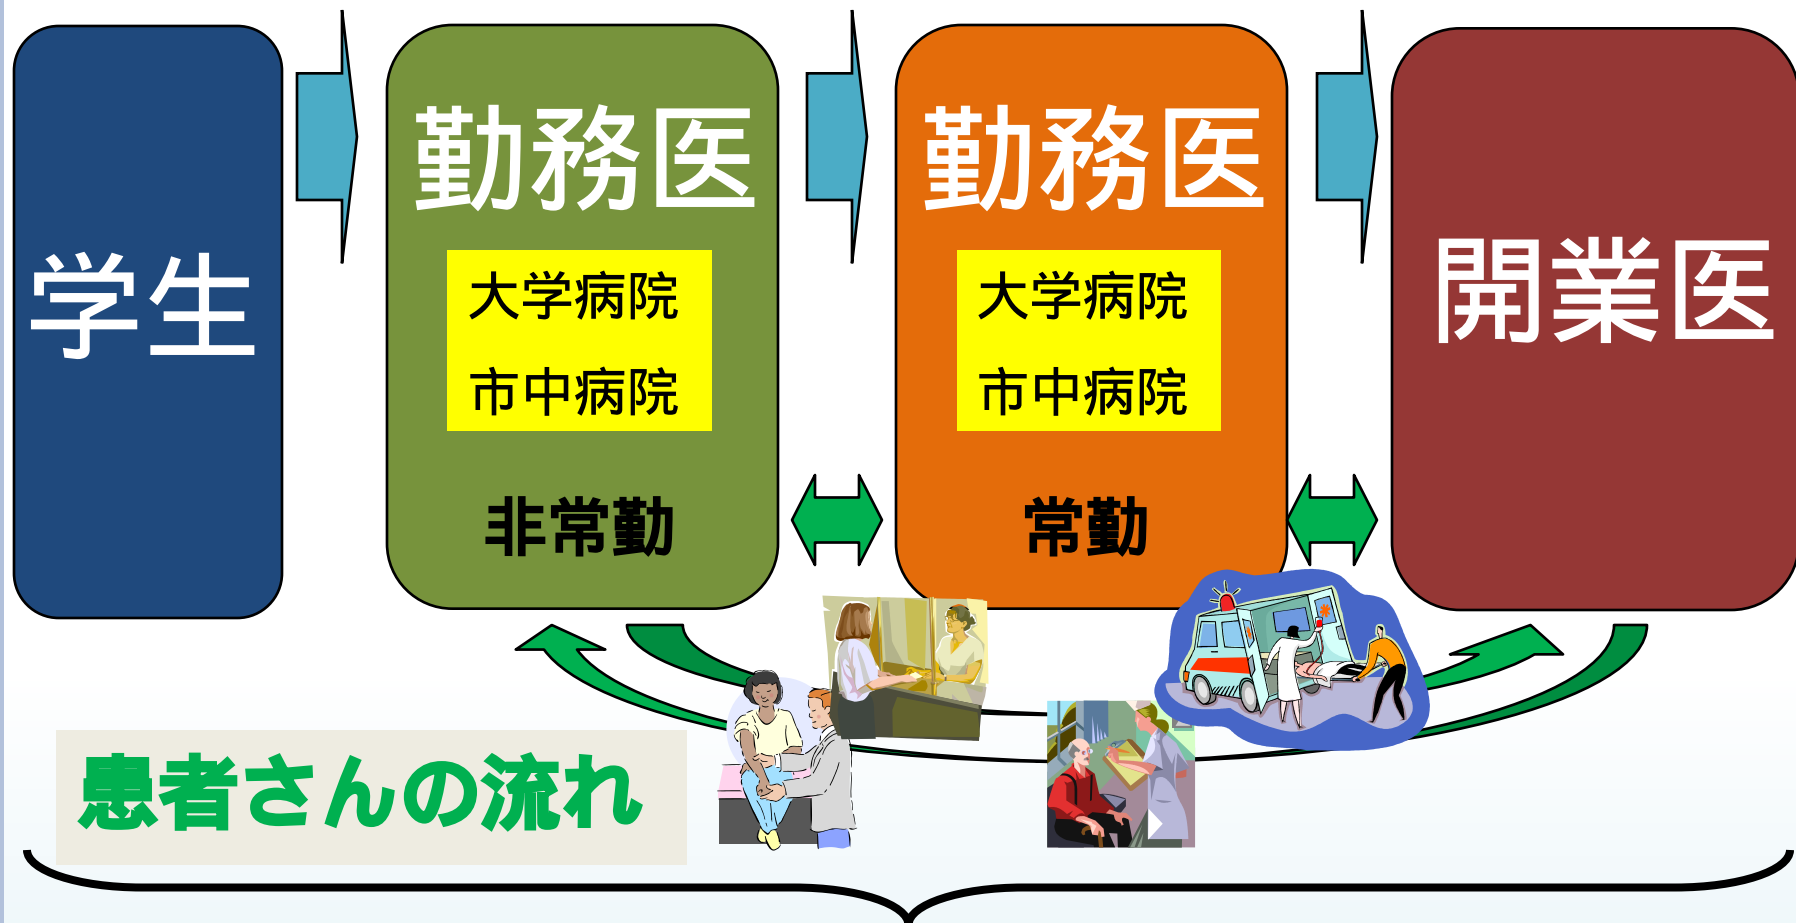 学生
勤務医
大学病院
市中病院
非常勤
勤務医
大学病院
市中病院
常勤
開業医
患者さんの流れ